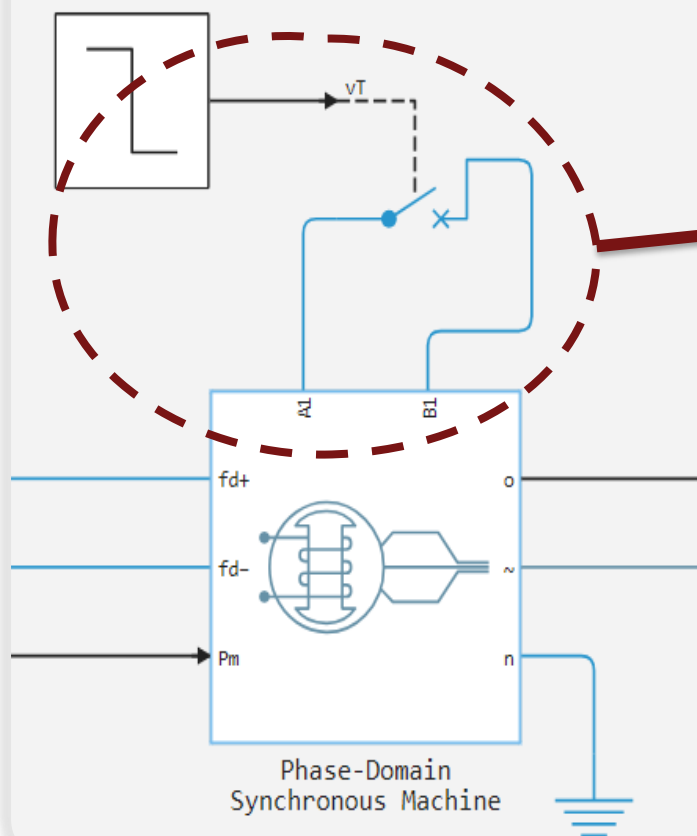 vT
A1
B1
fd+
o
fd-
~
Pm
n
Phase-Domain
Synchronous Machine